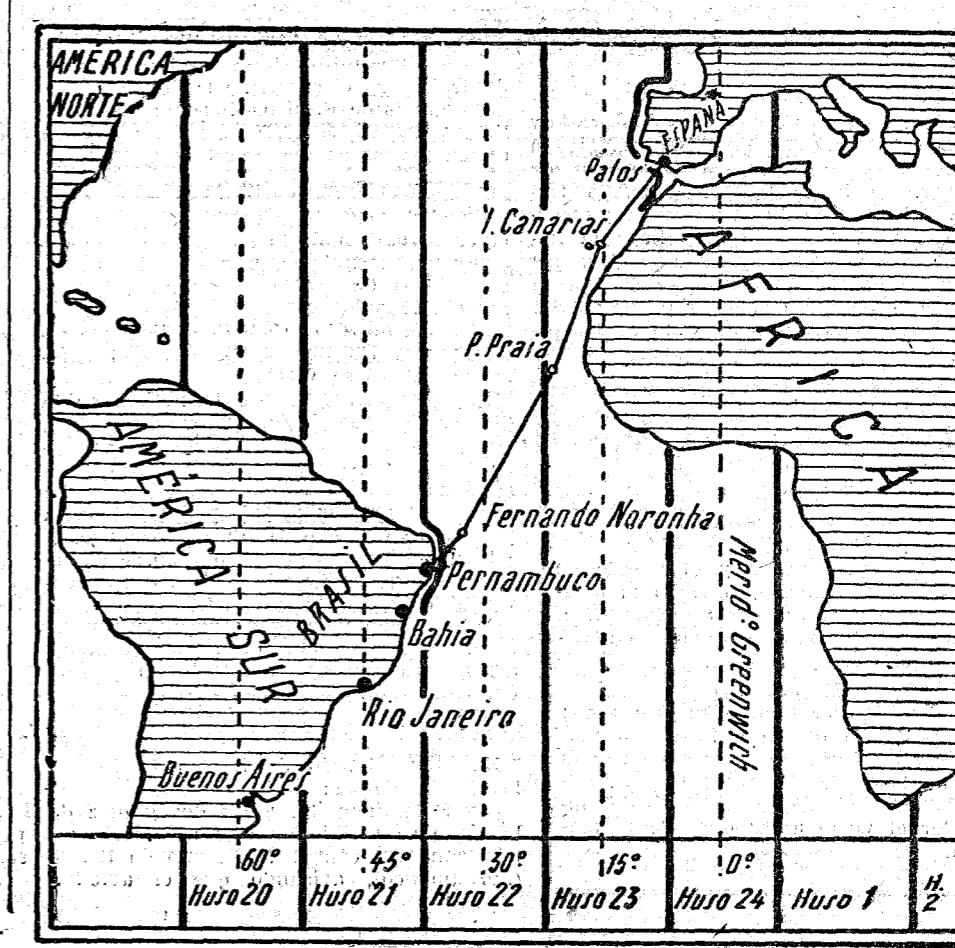 AMÉRICA
NORTE
ESPAÑA
Palos
I. Canarias
AFRICA
P. Praia
AMÉRICA SUR
Fernando Noronha
BRASIL
Pernambuco
Bahia
Merid: Greenwich
Rio Janeiro
Buenos Aires
60° 45° 30° 15° 0°
Huso 20 Huso 21 Huso 22 Huso 23 Huso 24 Huso 1 H. 2